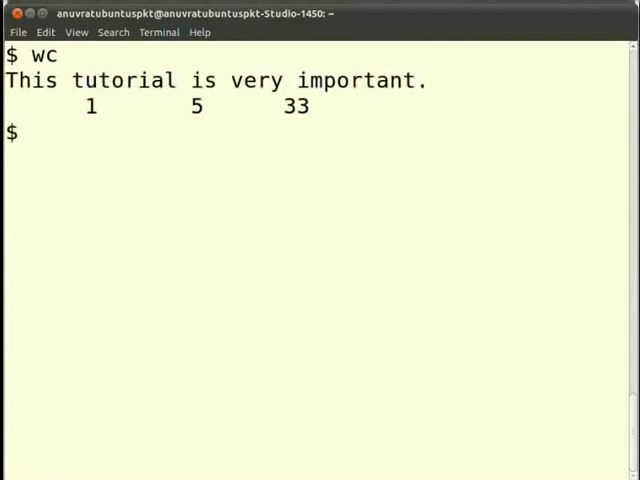 anuvratubuntuspkt@anuvratubuntuspkt-Studio-1450: ~
File Edit View Search Terminal Help
$ wc
This tutorial is very important.
1 5 33
$